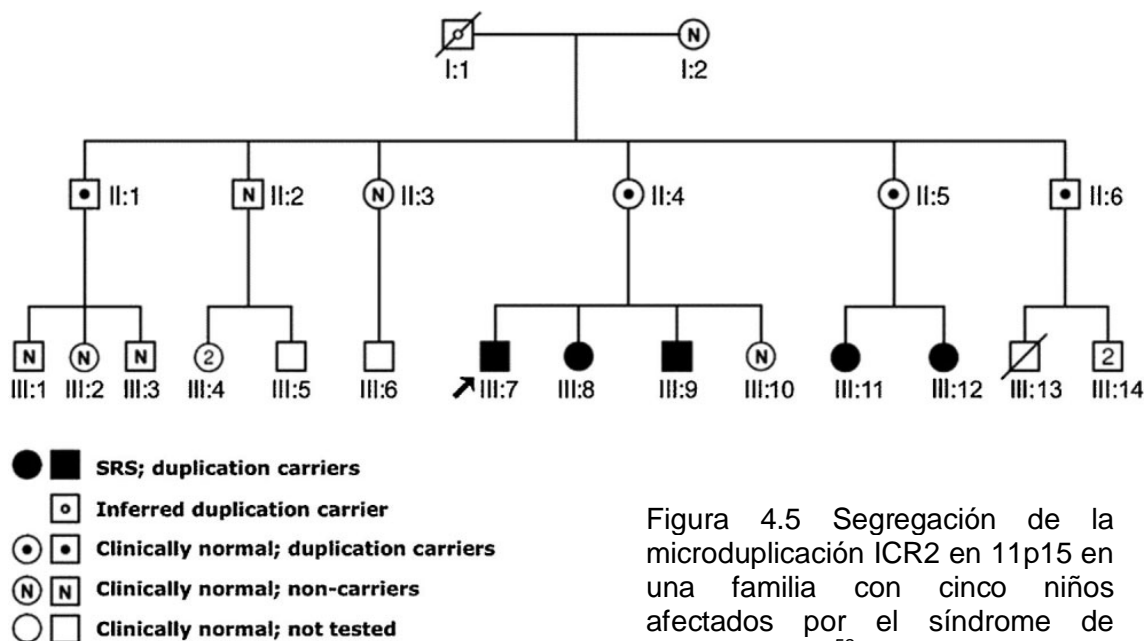 N
I:1 I:2
II:1 N II:2 N II:3 II:4 II:5 II:6
N N N 2 N 2
III:1 III:2 III:3 III:4 III:5 III:6 III:7 III:8 III:9 III:10 III:11 III:12 III:13 III:14
SRS; duplication carriers
Inferred duplication carrier
Clinically normal; duplication carriers
N N Clinically normal; non-carriers
Clinically normal; not tested
Figura 4.5 Segregación de la
microduplicación ICR2 en 11p15 en
una familia con cinco niños
afectados por el síndrome de